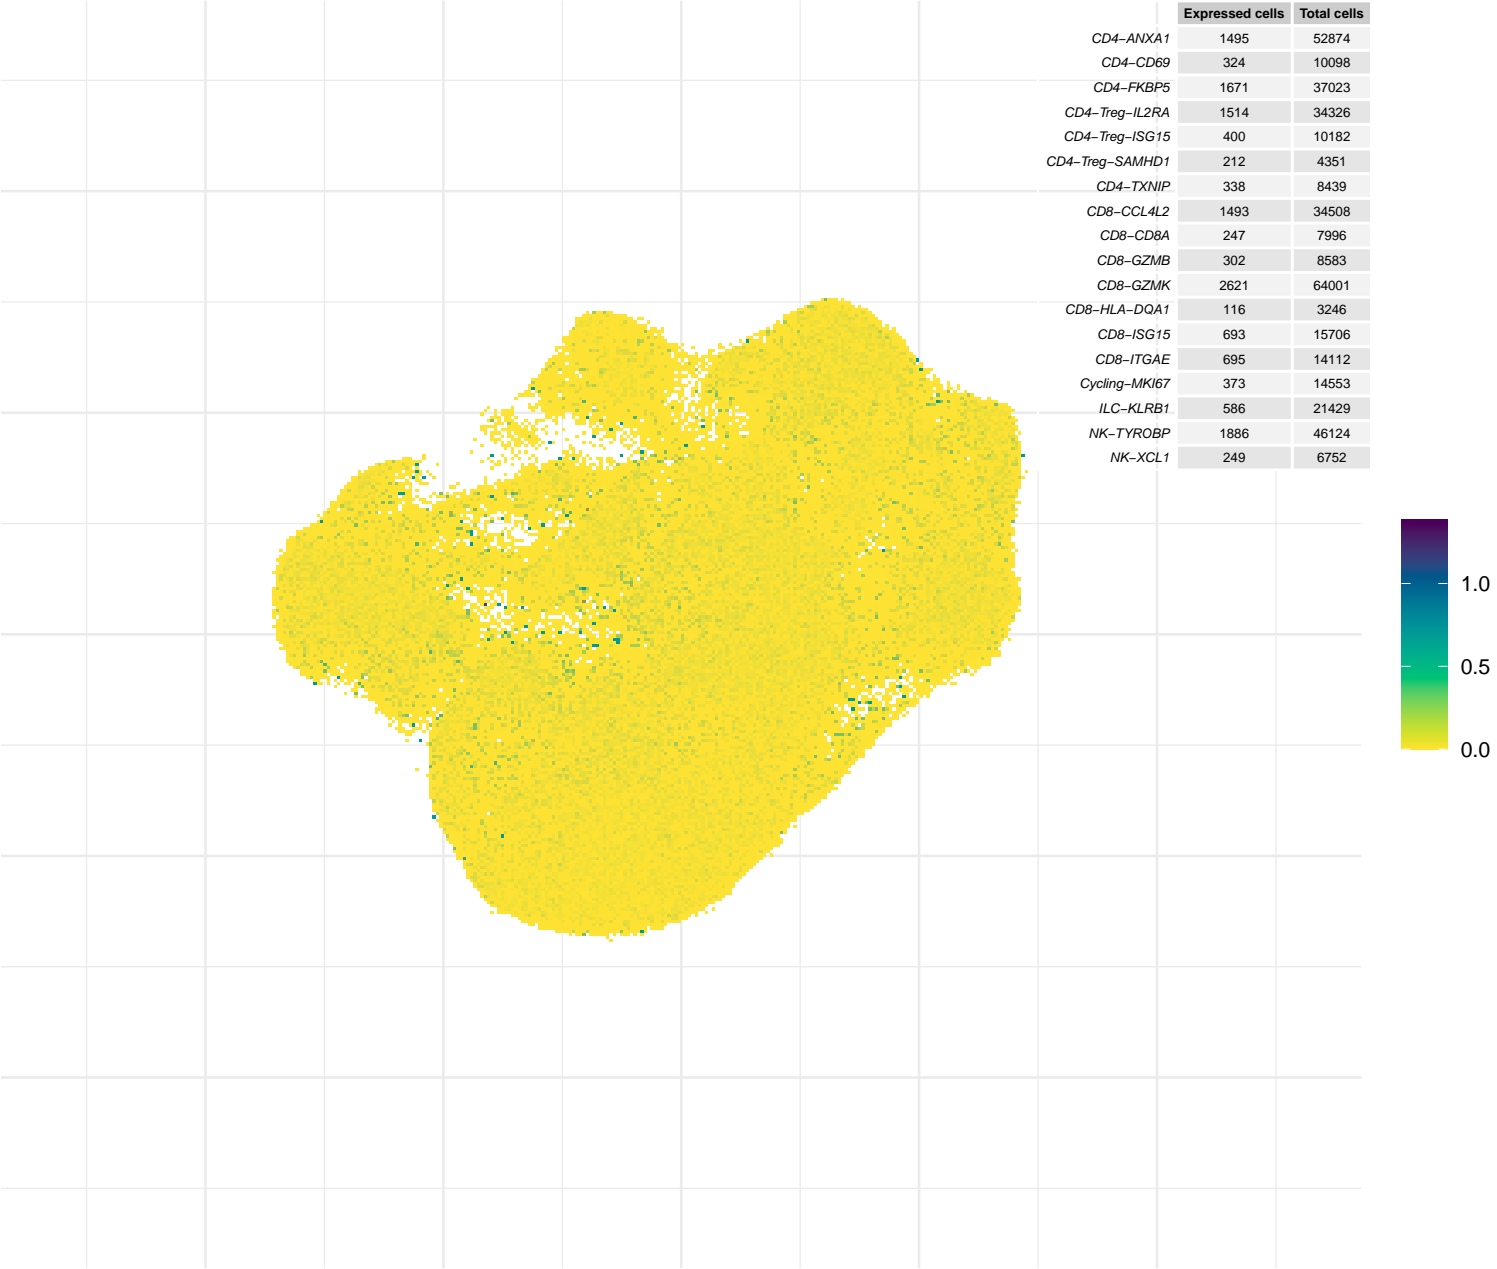 Expressed cells Total cells
CD4−ANXA1 1495 52874
CD4−CD69 324 10098
CD4−FKBP5 1671 37023
CD4−Treg−IL2RA 1514 34326
CD4−Treg−ISG15 400 10182
CD4−Treg−SAMHD1 212 4351
CD4−TXNIP 338 8439
CD8−CCL4L2 1493 34508
CD8−CD8A 247 7996
CD8−GZMB 302 8583
CD8−GZMK 2621 64001
CD8−HLA−DQA1 116 3246
CD8−ISG15 693 15706
CD8−ITGAE 695 14112
Cycling−MKI67 373 14553
ILC−KLRB1 586 21429
NK−TYROBP 1886 46124
NK−XCL1 249 6752
1.0
0.5
0.0